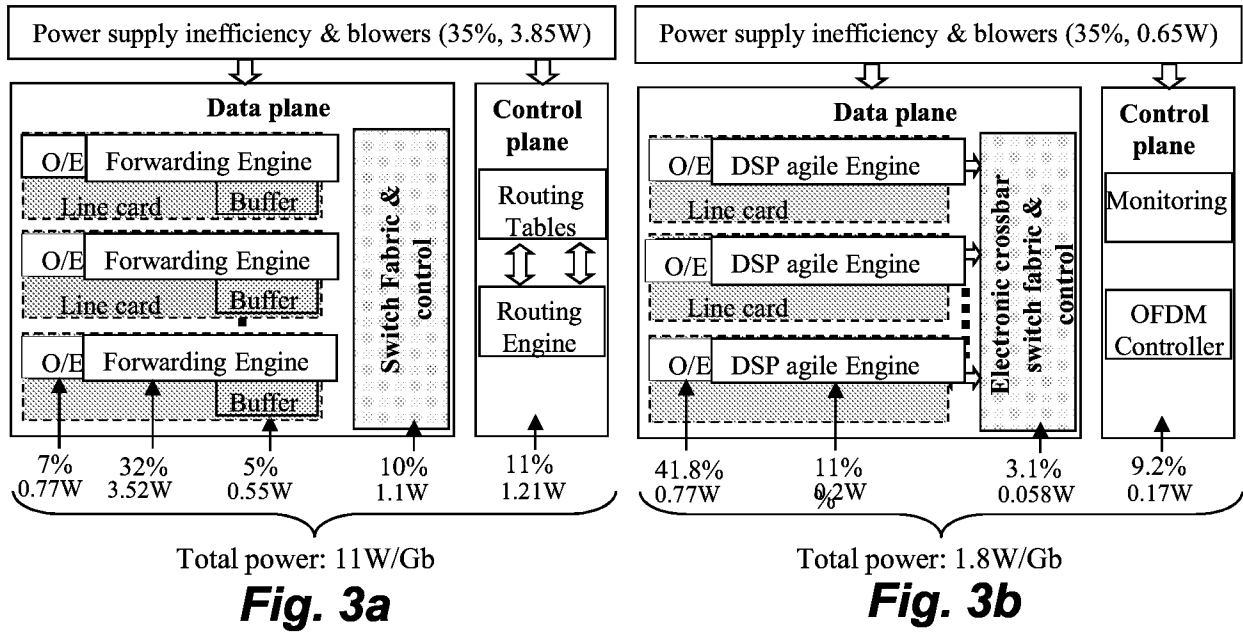 Power supply inefficiency & blowers (35%, 3.85W)
Data plane
O/E Forwarding Engine
Buffer
Line card
O/E Forwarding Engine
Buffer
Line card
O/E Forwarding Engine
Buffer
Switch Fabric &
control
Control
plane
Routing
Tables
Routing
Engine
7% 32% 5% 10% 11%
0.77W 3.52W 0.55W 1.1W 1.21W
Total power: 11W/Gb
Fig. 3a
Power supply inefficiency & blowers (35%, 0.65W)
Data plane
O/E DSP agile Engine
Line card
O/E DSP agile Engine
Line card
O/E DSP agile Engine
Electronic crossbar
switch fabric &
control
Control
plane
Monitoring
OFDM
Controller
41.8% 11% 3.1% 9.2%
0.77W 0.2W 0.058W 0.17W
%
Total power: 1.8W/Gb
Fig. 3b